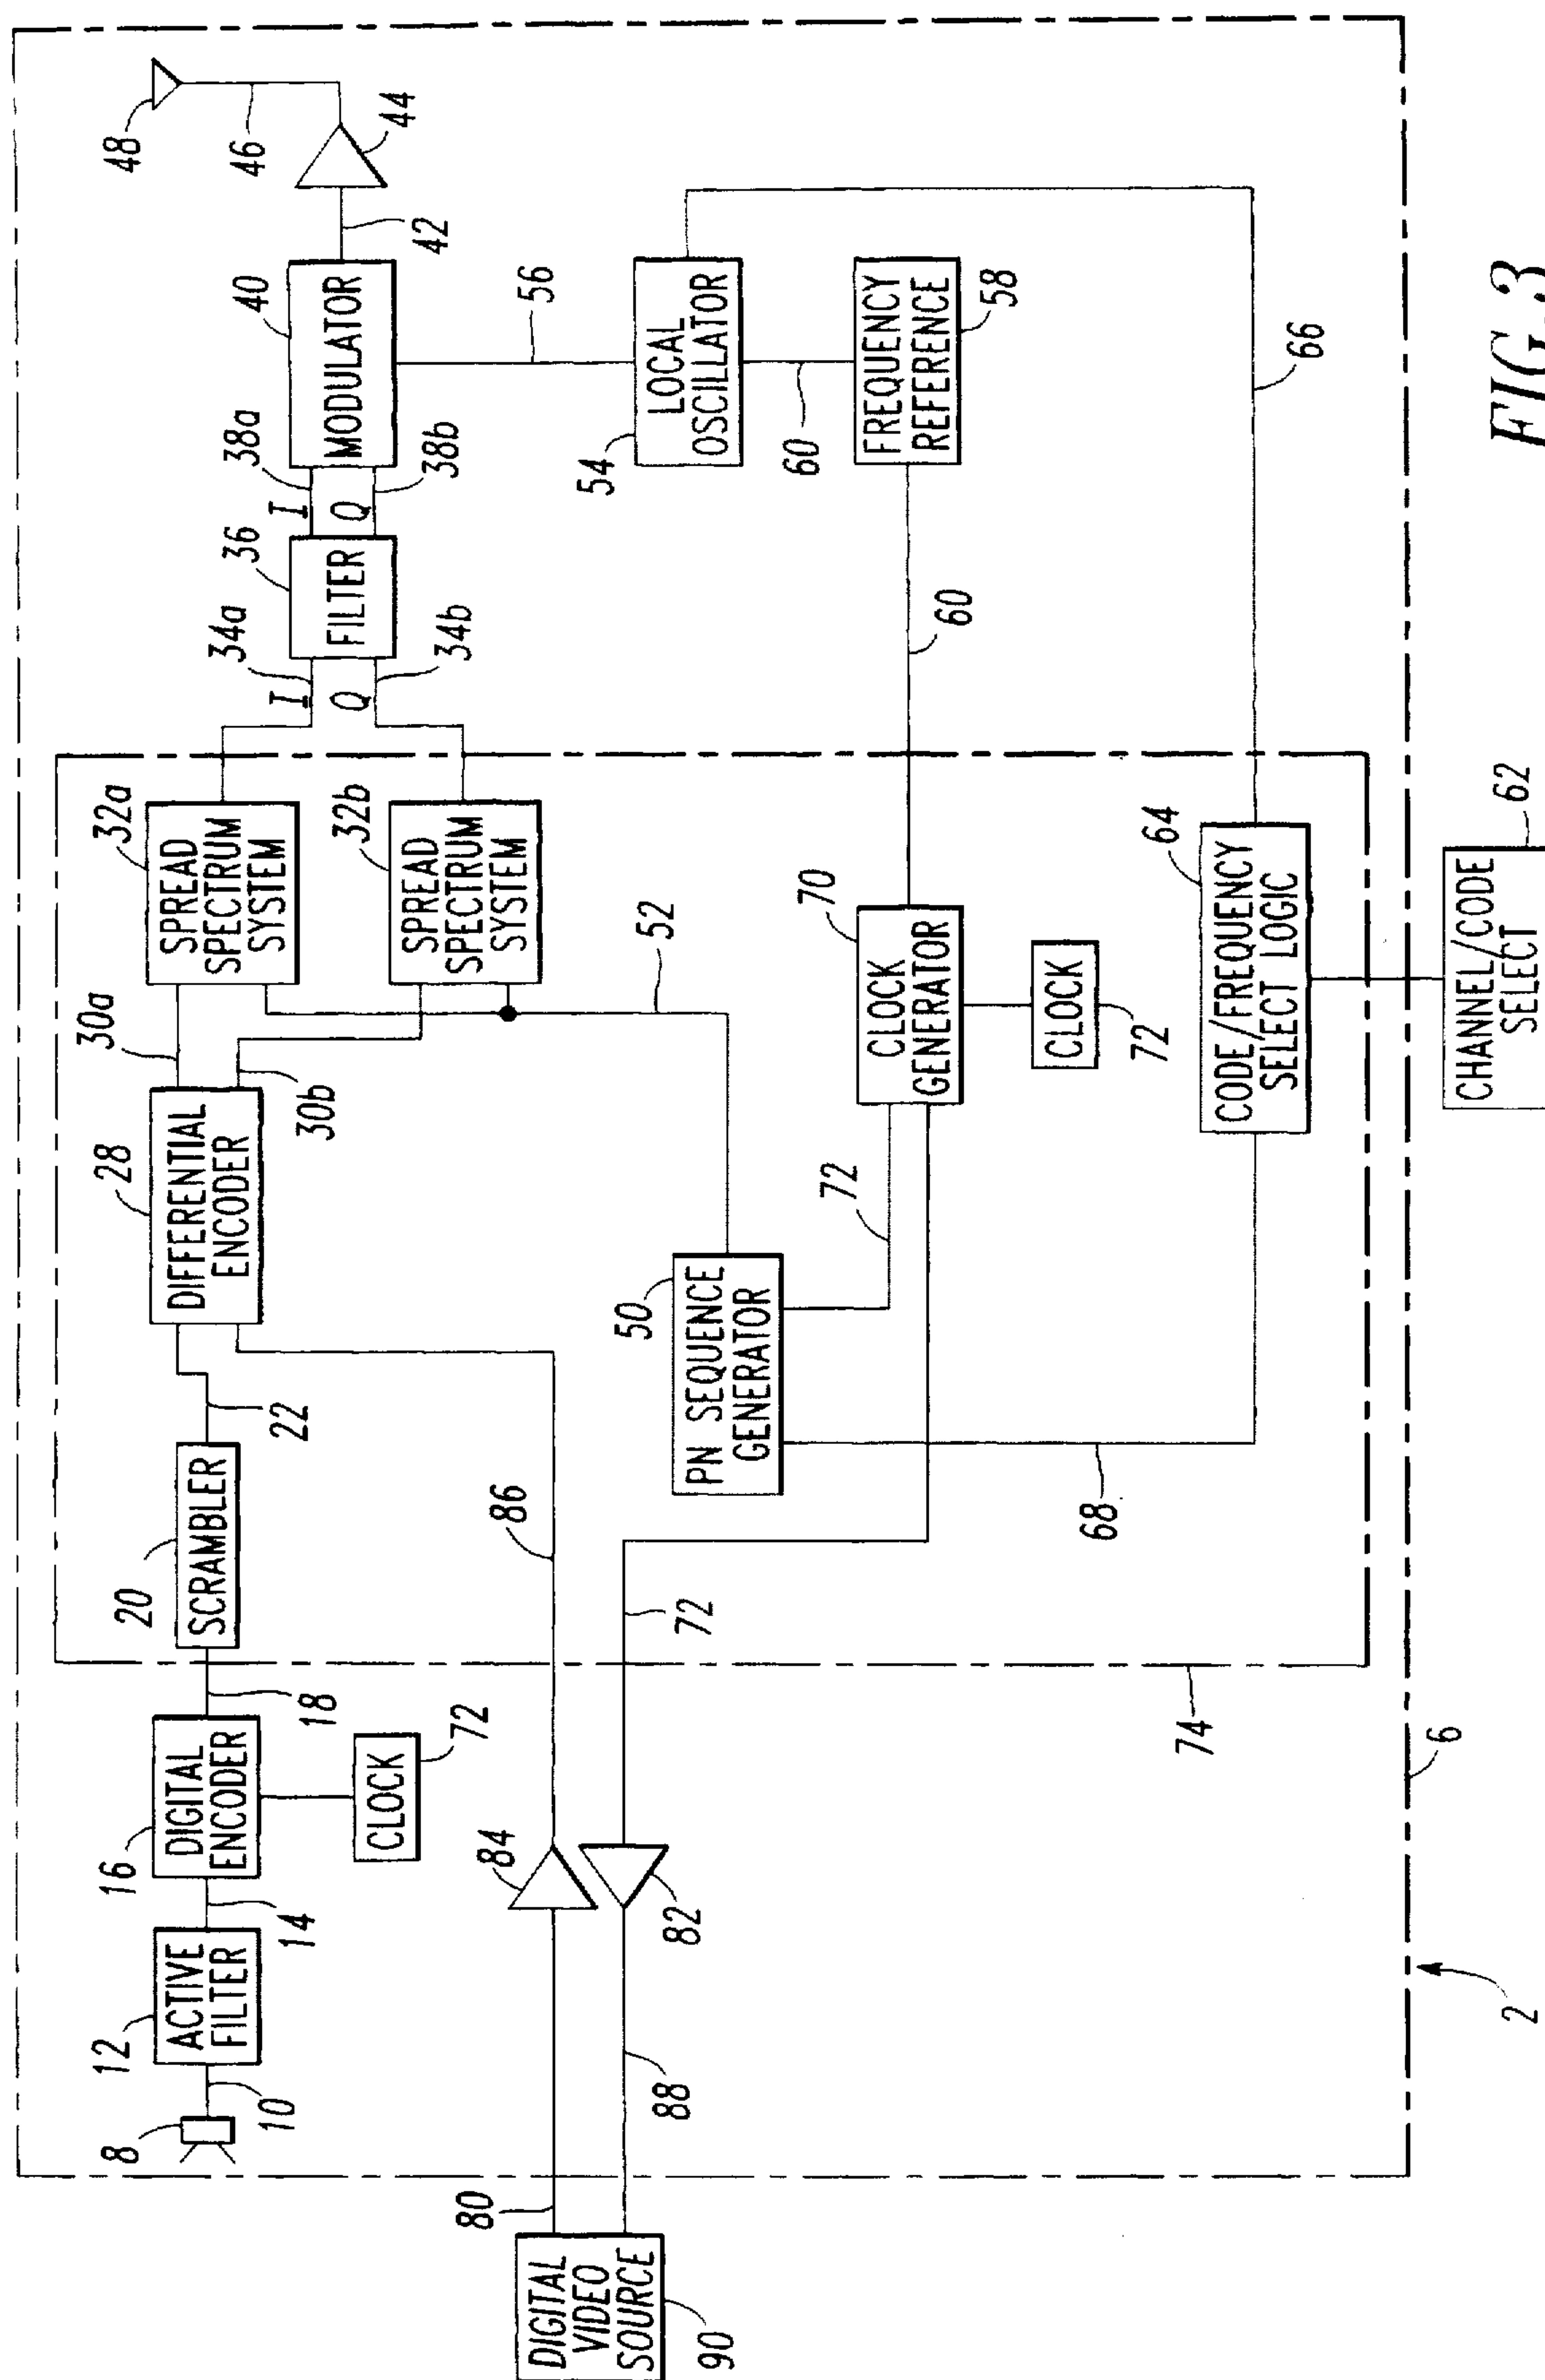 48
46
44
42
40
MODULATOR
38a
I
Q
38b
36
FILTER
34a
I
Q
34b
56
LOCAL
OSCILLATOR
54
60
FREQUENCY
REFERENCE
58
60
66
32a
SPREAD
SPECTRUM
SYSTEM
32b
SPREAD
SPECTRUM
SYSTEM
30a
30b
52
28
DIFFERENTIAL
ENCODER
22
20
SCRAMBLER
18
86
50
PN SEQUENCE
GENERATOR
72
70
CLOCK
GENERATOR
CLOCK
72
64
CODE/FREQUENCY
SELECT LOGIC
62
CHANNEL/CODE
SELECT
68
72
74
16
DIGITAL
ENCODER
CLOCK
72
14
12
ACTIVE
FILTER
10
8
84
82
88
80
DIGITAL
VIDEO
SOURCE
90
6
2
FIG.3